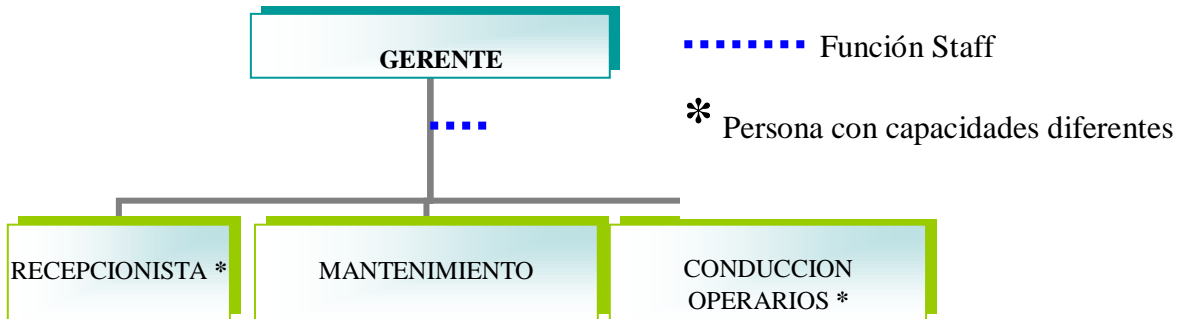 GERENTE
Función Staff
* Persona con capacidades diferentes
RECEPCIONISTA *
MANTENIMIENTO
CONDUCCION
OPERARIOS *